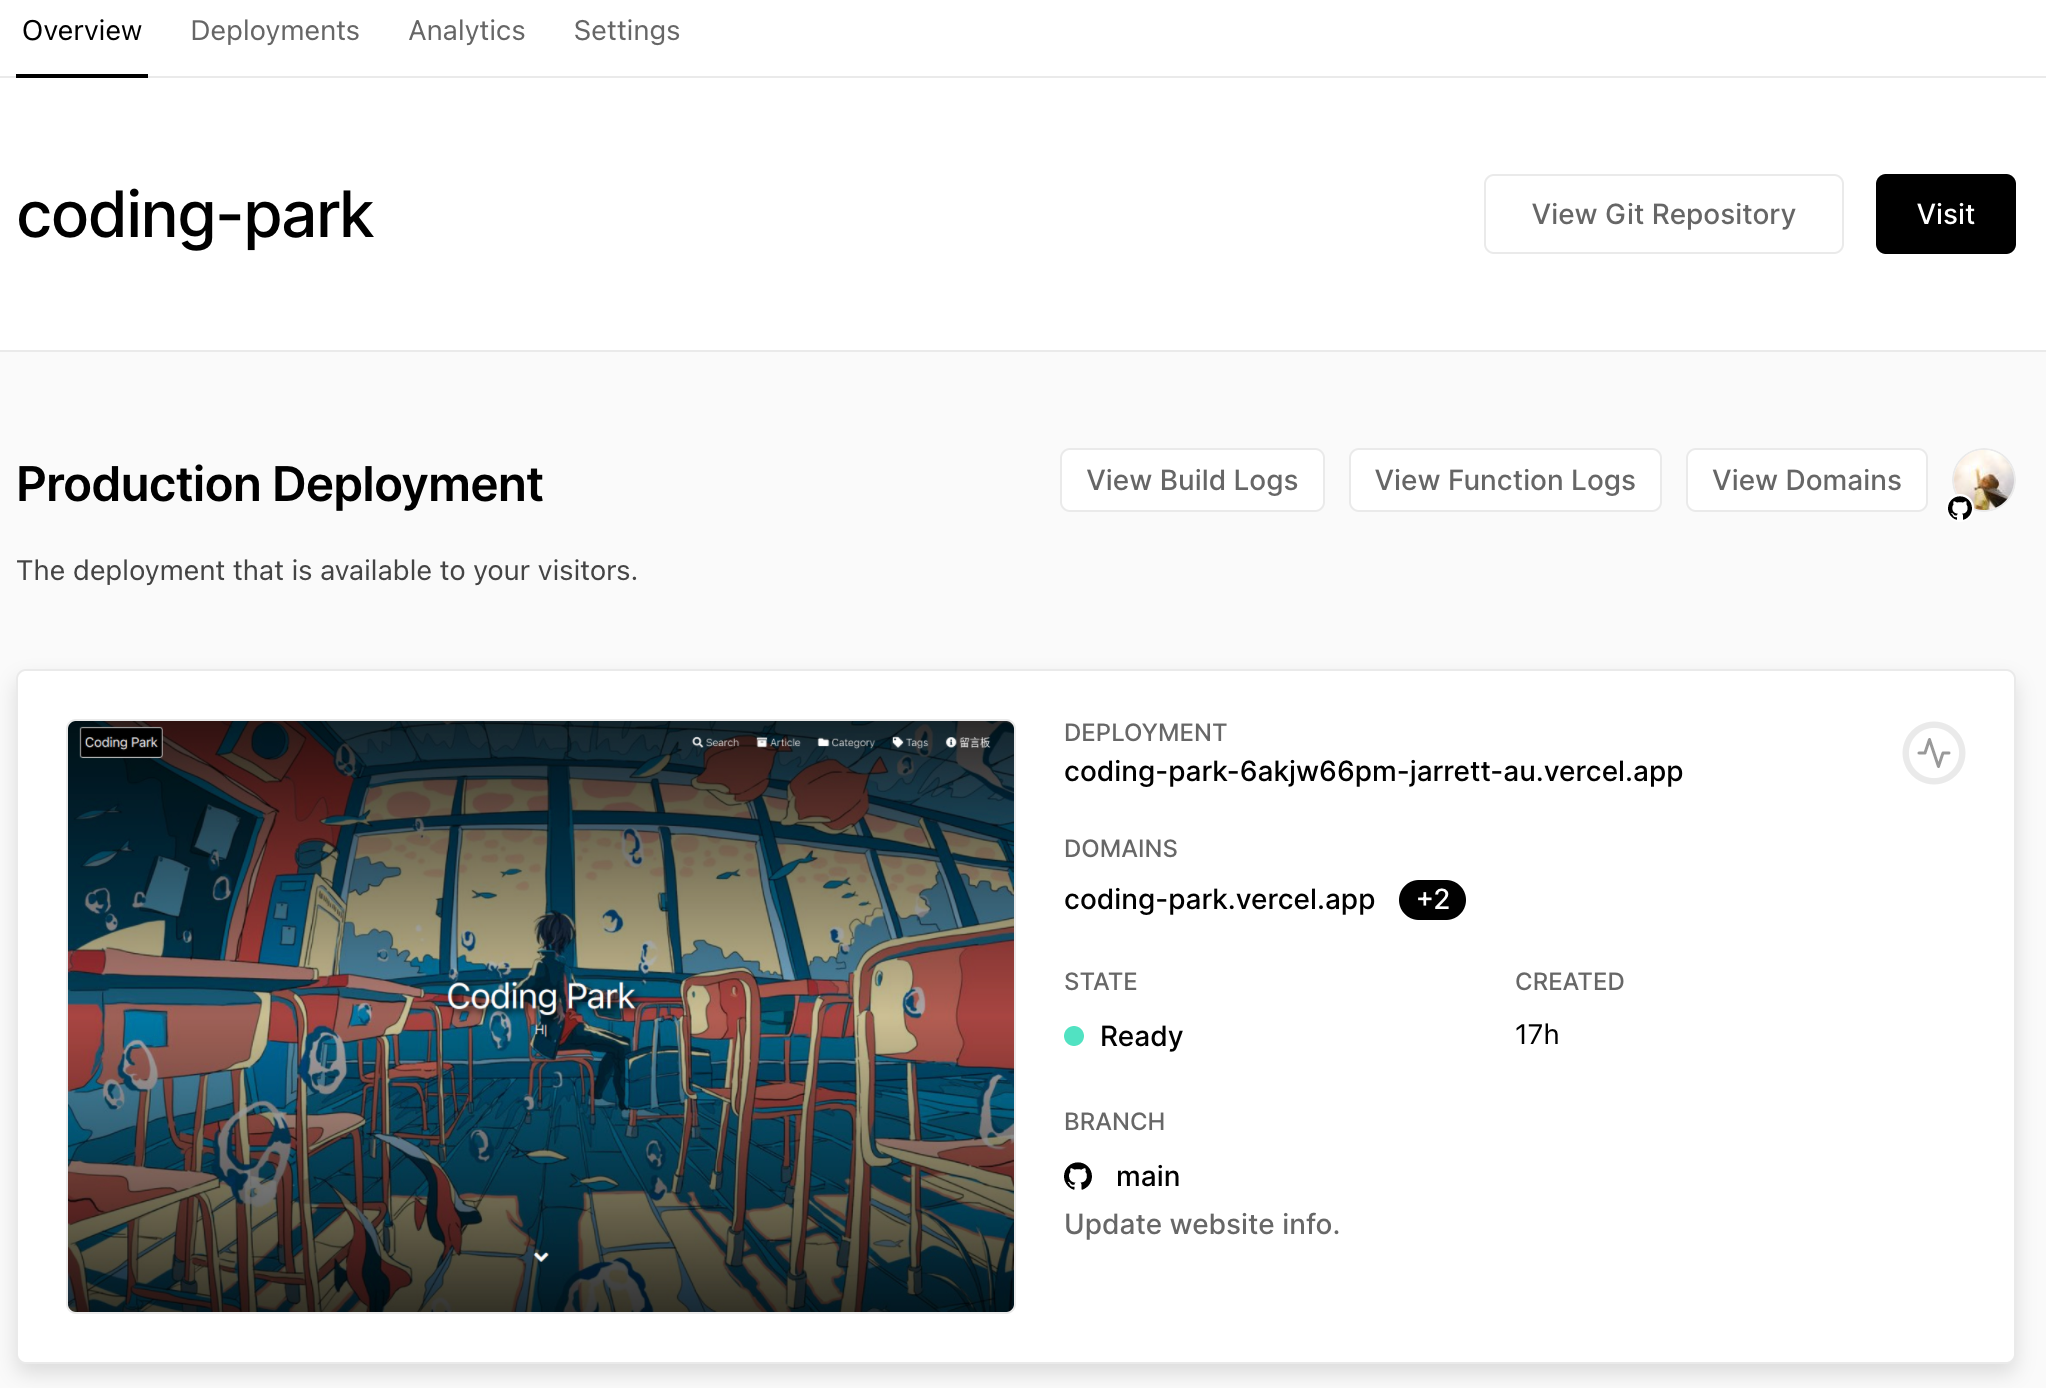 Overview Deployments Analytics Settings
coding-park
View Git Repository
Visit
Production Deployment
View Build Logs
View Function Logs
View Domains
The deployment that is available to your visitors.
Coding Park
Search Article Category Tags 留言板
Coding Park
H|
DEPLOYMENT
coding-park-6akjw66pm-jarrett-au.vercel.app
DOMAINS
coding-park.vercel.app +2
STATE
Ready
CREATED
17h
BRANCH
main
Update website info.